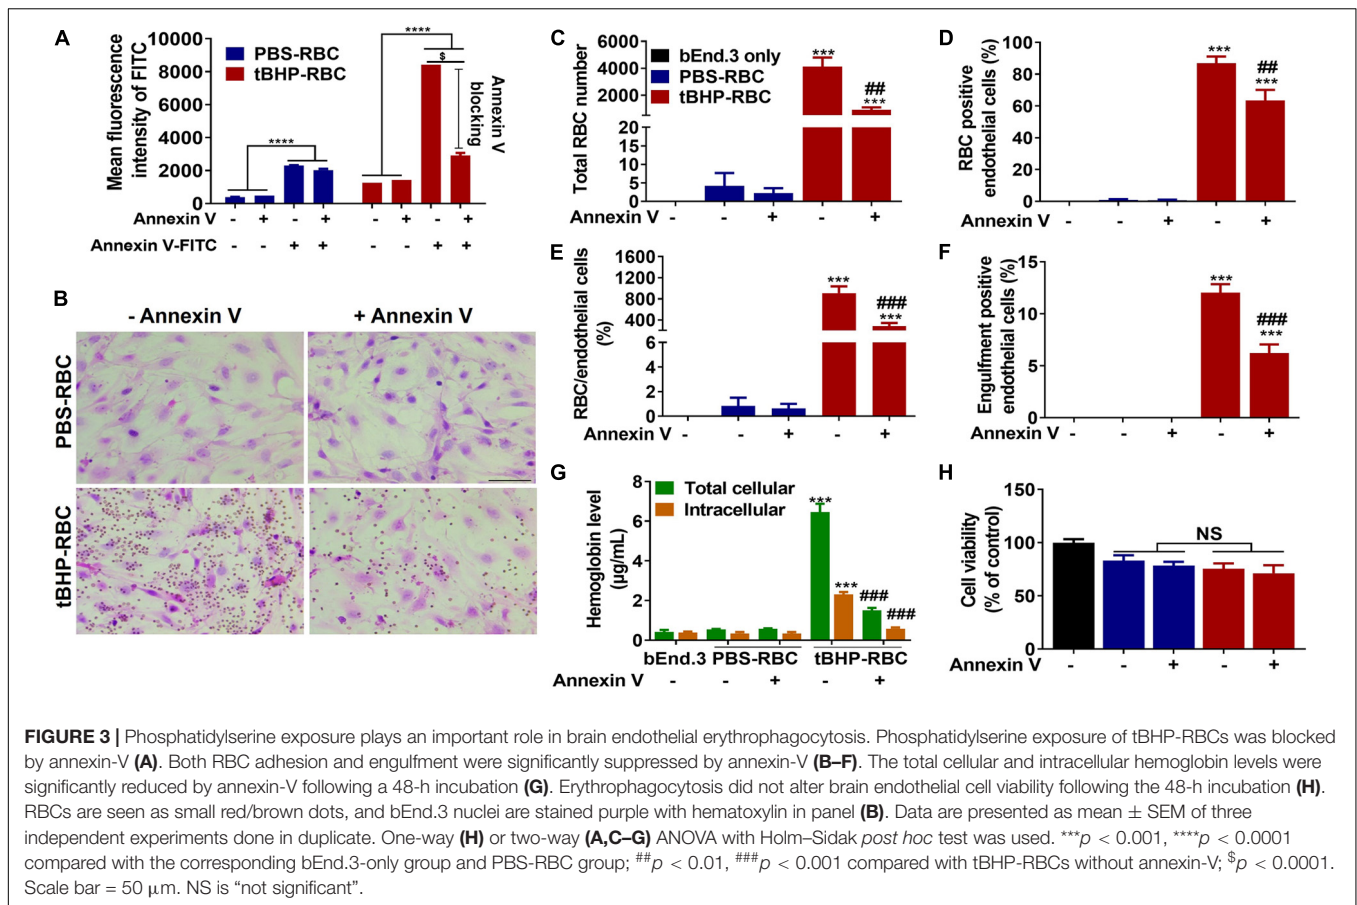 A
Mean fluorescence
intensity of FITC
10000
8000
6000
4000
2000
0
PBS-RBC
tBHP-RBC
****
****
$
Annexin V
blocking
Annexin V - + - + - + - +
Annexin V-FITC - - + + - - + +
B
- Annexin V + Annexin V
PBS-RBC
tBHP-RBC
C
Total RBC number
6000
4000
2000
20
15
10
5
0
bEnd.3 only
PBS-RBC
tBHP-RBC
***
##
***
Annexin V - - + - +
D
RBC positive
endothelial cells (%)
100
80
60
40
20
0
***
##
***
Annexin V - - + - +
E
RBC/endothelial cells
(%)
1600
1200
800
400
6
4
2
0
***
###
***
Annexin V - - + - +
F
Engulfment positive
endothelial cells (%)
15
10
5
0
***
###
***
Annexin V - - + - +
G
Hemoglobin level
(µg/mL)
8
6
4
2
0
Total cellular
Intracellular
***
***
###
###
bEnd.3 PBS-RBC tBHP-RBC
Annexin V - - + - +
H
Cell viability
(% of control)
150
100
50
0
NS
Annexin V - - + - +
FIGURE 3 | Phosphatidylserine exposure plays an important role in brain endothelial erythrophagocytosis. Phosphatidylserine exposure of tBHP-RBCs was blocked
by annexin-V (A). Both RBC adhesion and engulfment were significantly suppressed by annexin-V (B–F). The total cellular and intracellular hemoglobin levels were
significantly reduced by annexin-V following a 48-h incubation (G). Erythrophagocytosis did not alter brain endothelial cell viability following the 48-h incubation (H).
RBCs are seen as small red/brown dots, and bEnd.3 nuclei are stained purple with hematoxylin in panel (B). Data are presented as mean ± SEM of three
independent experiments done in duplicate. One-way (H) or two-way (A,C–G) ANOVA with Holm–Sidak post hoc test was used. ***p < 0.001, ****p < 0.0001
compared with the corresponding bEnd.3-only group and PBS-RBC group; ##p < 0.01, ###p < 0.001 compared with tBHP-RBCs without annexin-V; $p < 0.0001.
Scale bar = 50 µm. NS is “not significant”.